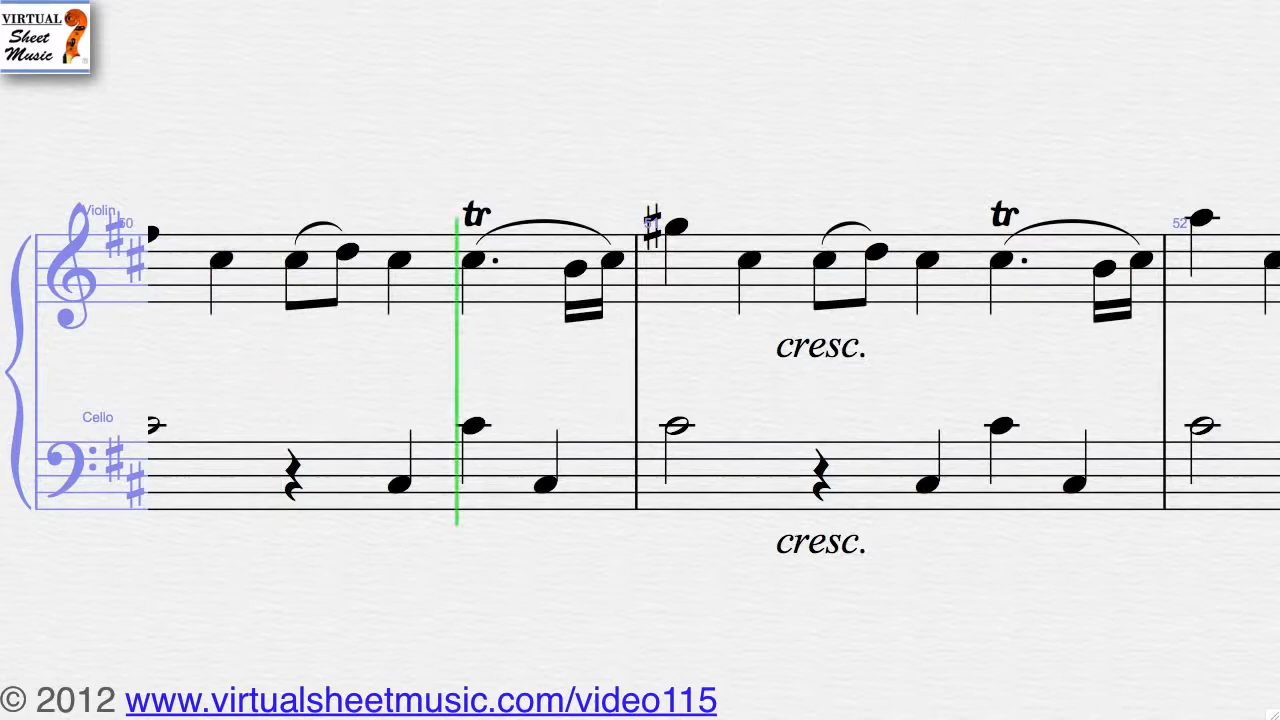 VIRTUAL
Sheet
Music
®
Violin
50
tr
51
tr
52
cresc.
Cello
cresc.
© 2012 www.virtualsheetmusic.com/video115